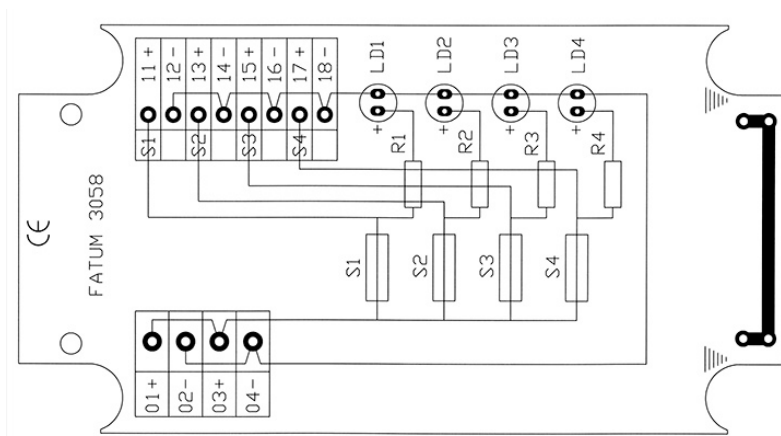 11+ 12- 13+ 14- 15+ 16- 17+ 18-
S1 S2 S3 S4
LD1 LD2 LD3 LD4
+ + + +
R1 R2 R3 R4
CE
FATUM 3058
S1 S2 S3 S4
01+ 02- 03+ 04-